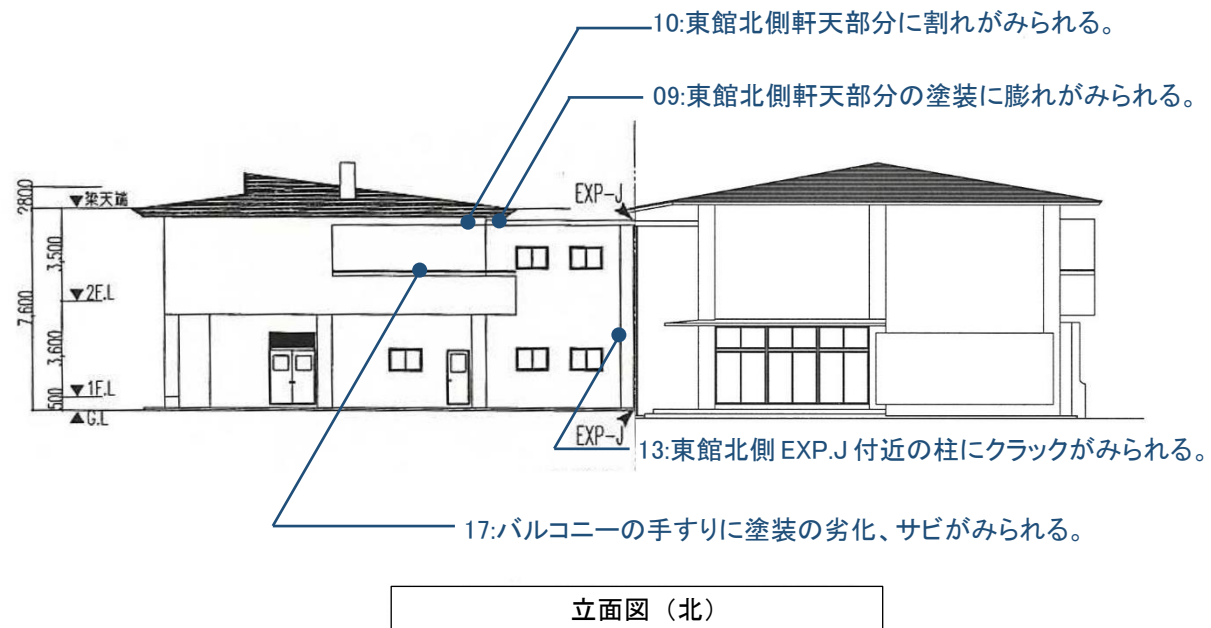 10:東館北側軒天部分に割れがみられる。
09:東館北側軒天部分の塗装に膨れがみられる。
EXP-J
2800
▼梁天端
3,500
▼2F.L
7,600
3,600
▼1F.L
500
▲G.L
EXP-J
13:東館北側 EXP.J 付近の柱にクラックがみられる。
17:バルコニーの手すりに塗装の劣化、サビがみられる。
立面図（北）